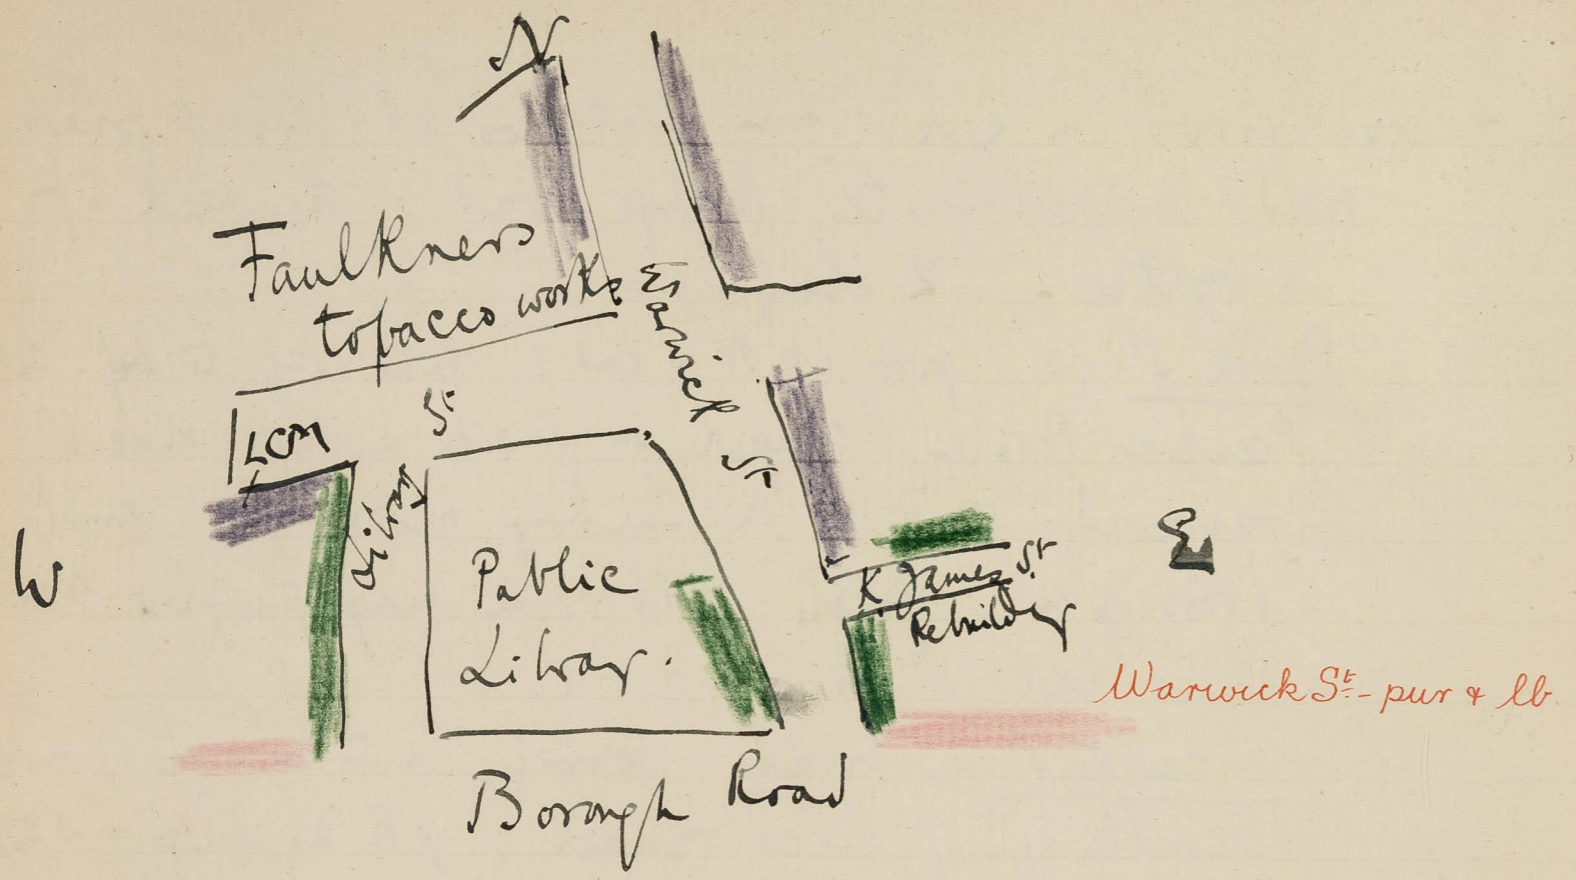 N
Faulkners
tobacco works
Warwick St
LCM
St
Library
W
Public
Library.
E
K. James St
Rebuilding
Warwick St - pur & lb
Borough Road